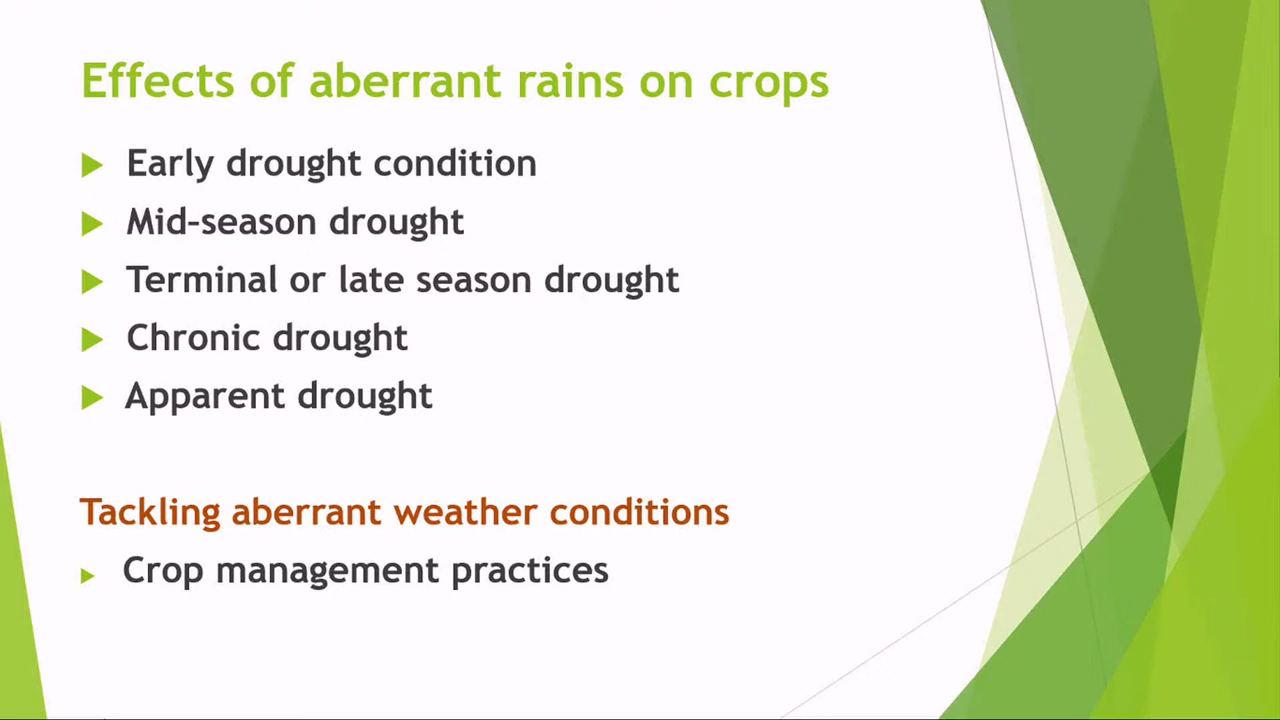 Effects of aberrant rains on crops
Early drought condition
Mid-season drought
Terminal or late season drought
Chronic drought
Apparent drought
Tackling aberrant weather conditions
Crop management practices